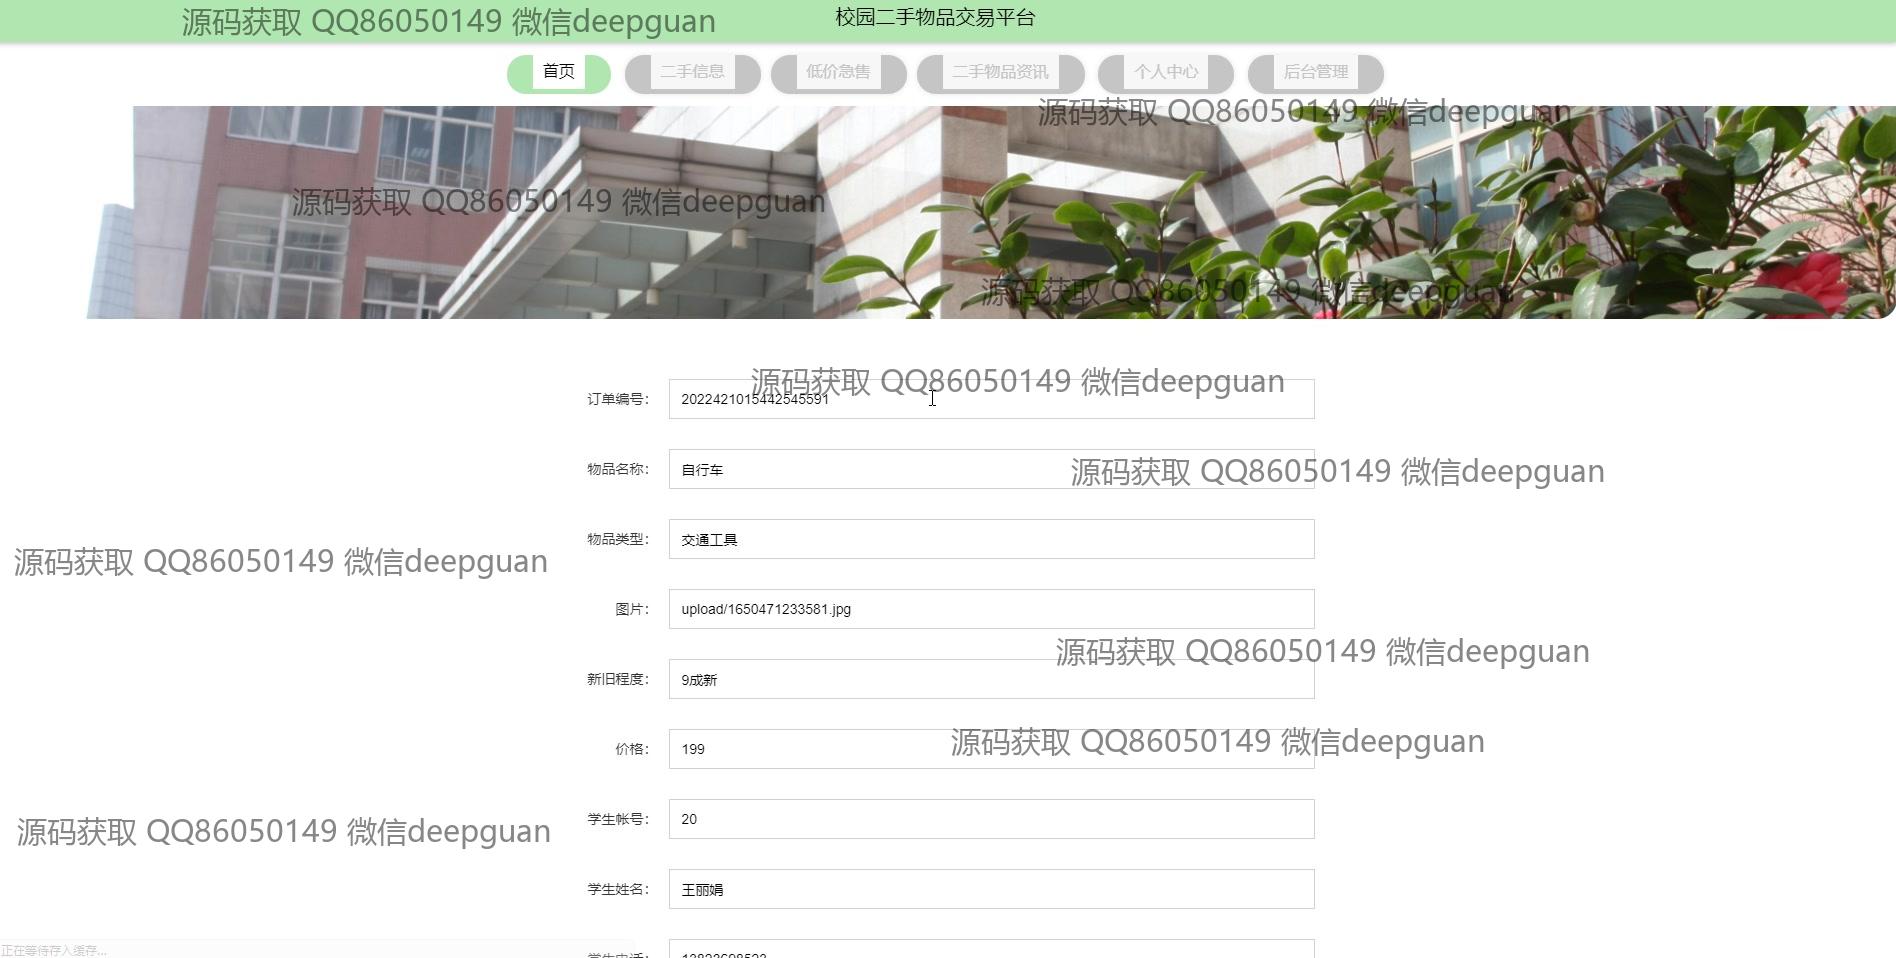 校园二手物品交易平台
源码获取 QQ86050149 微信deepguan
首页 二手信息 低价急售 二手物品资讯 个人中心 后台管理
源码获取 QQ86050149 微信deepguan
源码获取 QQ86050149 微信deepguan
源码获取 QQ86050149 微信deepguan
源码获取 QQ86050149 微信deepguan
订单编号： 2022421015442545591
物品名称： 自行车
源码获取 QQ86050149 微信deepguan
物品类型： 交通工具
源码获取 QQ86050149 微信deepguan
图片： upload/1650471233581.jpg
源码获取 QQ86050149 微信deepguan
新旧程度： 9成新
价格： 199
源码获取 QQ86050149 微信deepguan
学生帐号： 20
源码获取 QQ86050149 微信deepguan
学生姓名： 王丽娟
正在等待存入缓存...